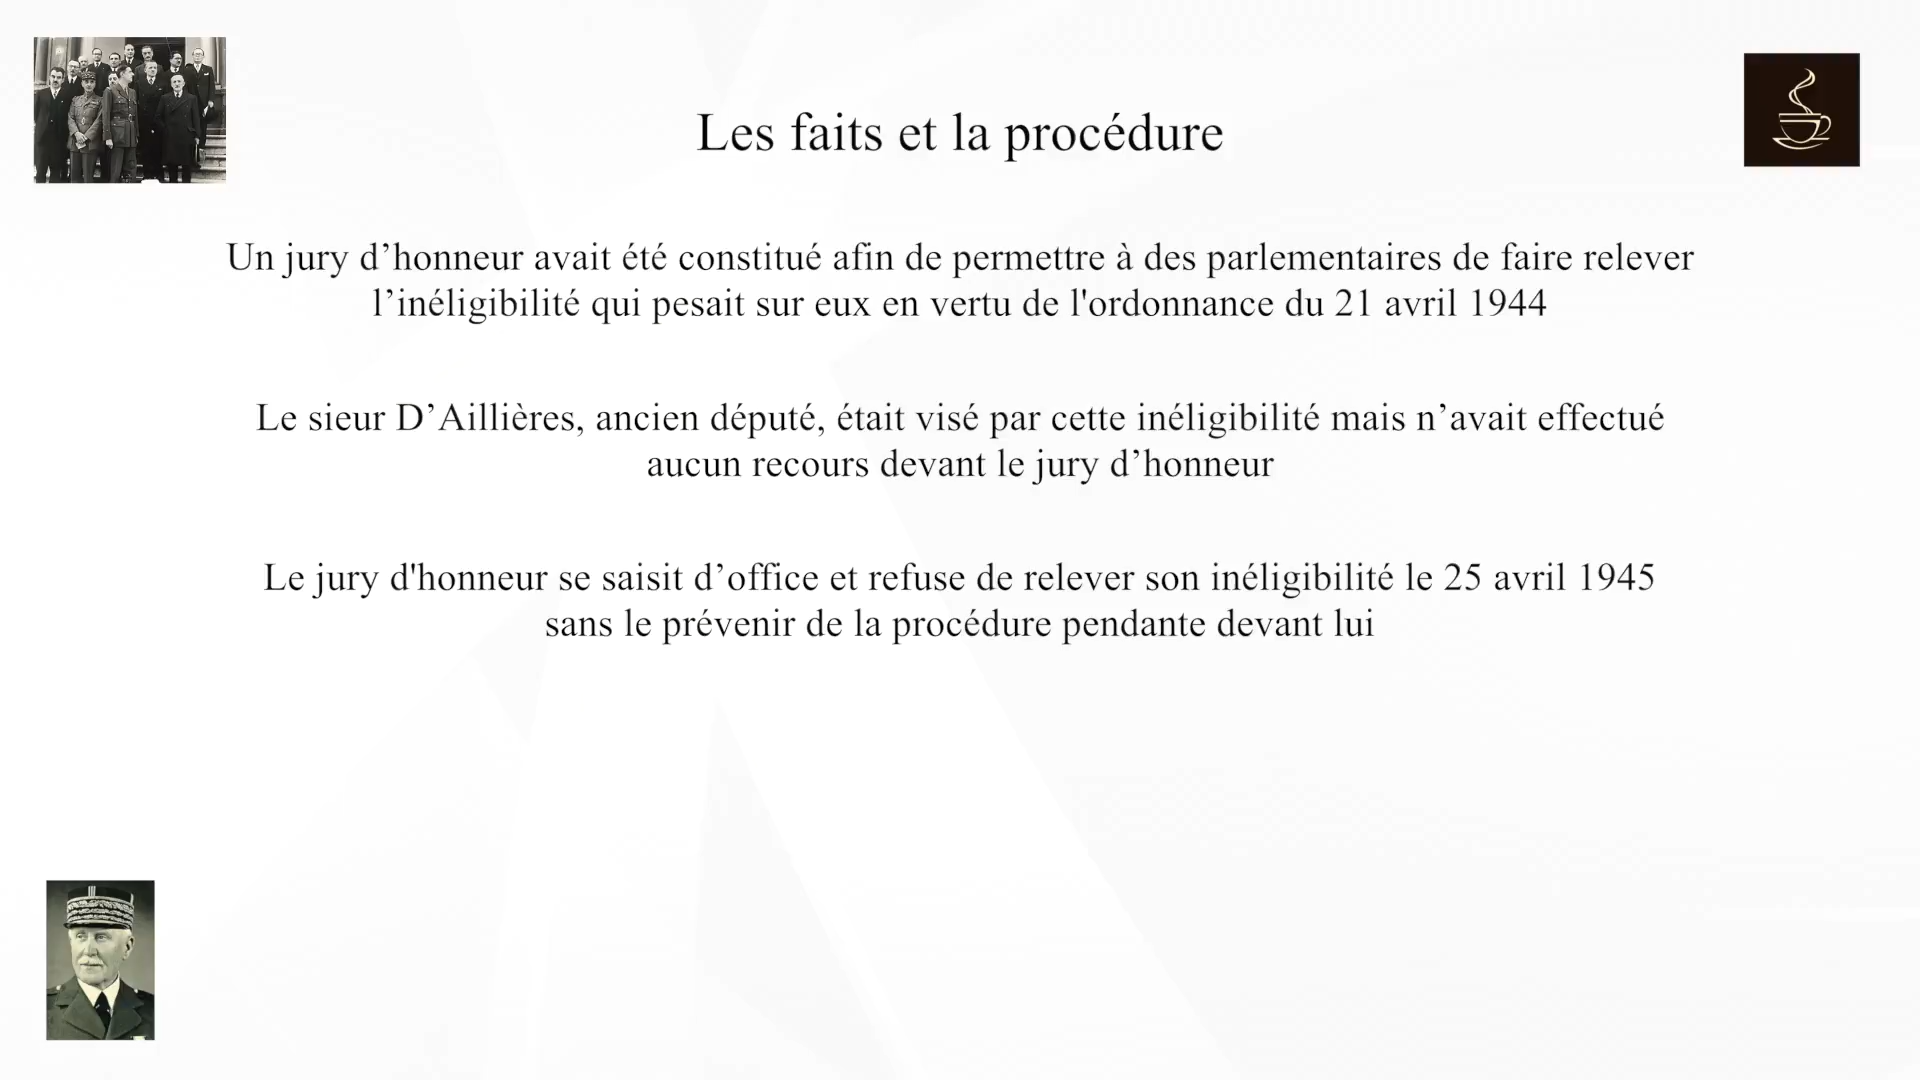 Les faits et la procédure
Un jury d’honneur avait été constitué afin de permettre à des parlementaires de faire relever
l’inéligibilité qui pesait sur eux en vertu de l'ordonnance du 21 avril 1944
Le sieur D’Aillières, ancien député, était visé par cette inéligibilité mais n’avait effectué
aucun recours devant le jury d’honneur
Le jury d'honneur se saisit d’office et refuse de relever son inéligibilité le 25 avril 1945
sans le prévenir de la procédure pendante devant lui